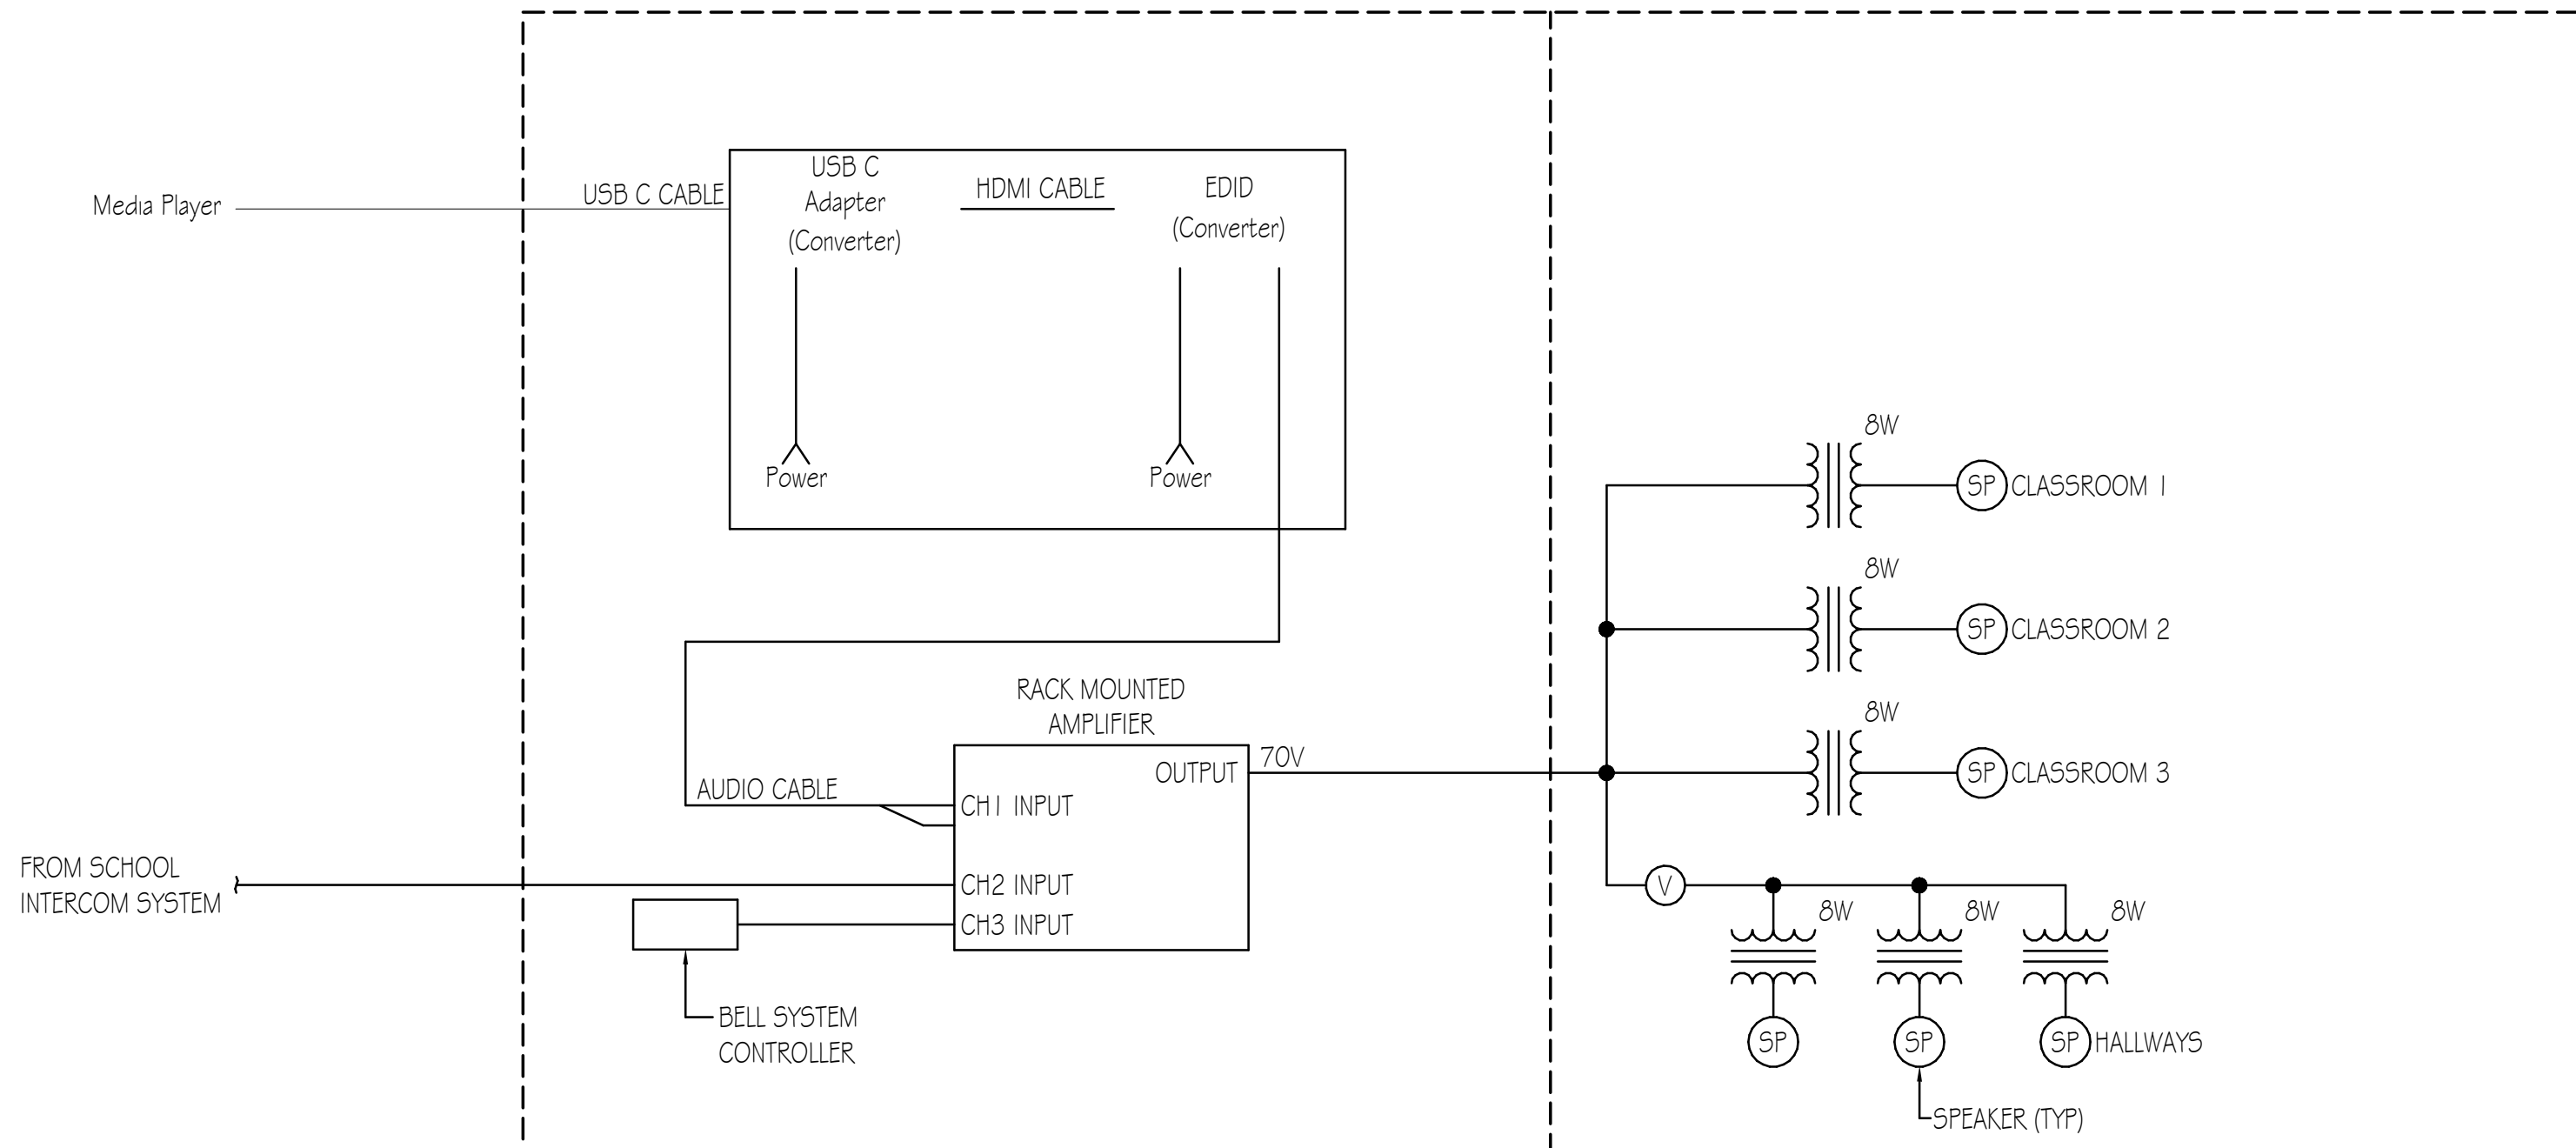 Media Player
USB C CABLE
USB C
Adapter
(Converter)
HDMI CABLE
EDID
(Converter)
Power
Power
RACK MOUNTED
AMPLIFIER
AUDIO CABLE
OUTPUT
70V
CH1 INPUT
CH2 INPUT
CH3 INPUT
FROM SCHOOL
INTERCOM SYSTEM
BELL SYSTEM
CONTROLLER
8W
SP CLASSROOM 1
8W
SP CLASSROOM 2
8W
SP CLASSROOM 3
V
8W
8W
8W
SP
SP
SP HALLWAYS
SPEAKER (TYP)